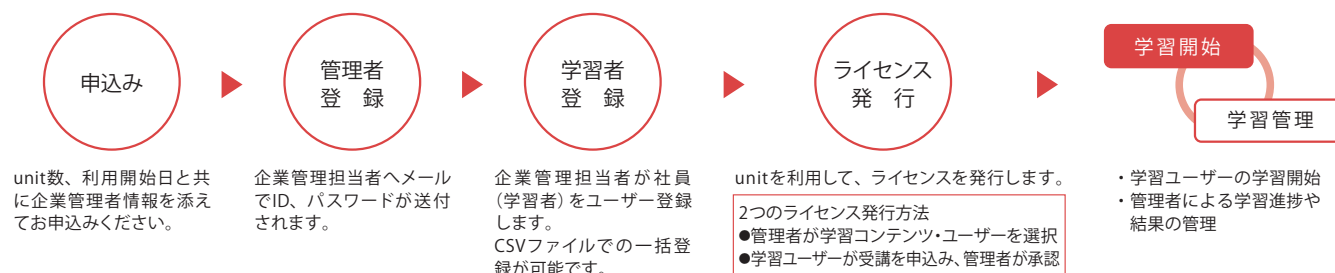 申込み
unit数、利用開始日と共
に企業管理者情報を添え
てお申込みください。
管理者
登 録
企業管理担当者へメール
でID、パスワードが送付
されます。
学習者
登 録
企業管理担当者が社員
（学習者）をユーザー登録
します。
CSVファイルでの一括登
録が可能です。
ライセンス
発 行
unitを利用して、ライセンスを発行します。
2つのライセンス発行方法
●管理者が学習コンテンツ・ユーザーを選択
●学習ユーザーが受講を申込み、管理者が承認
学習開始
学習管理
・学習ユーザーの学習開始
・管理者による学習進捗や
結果の管理